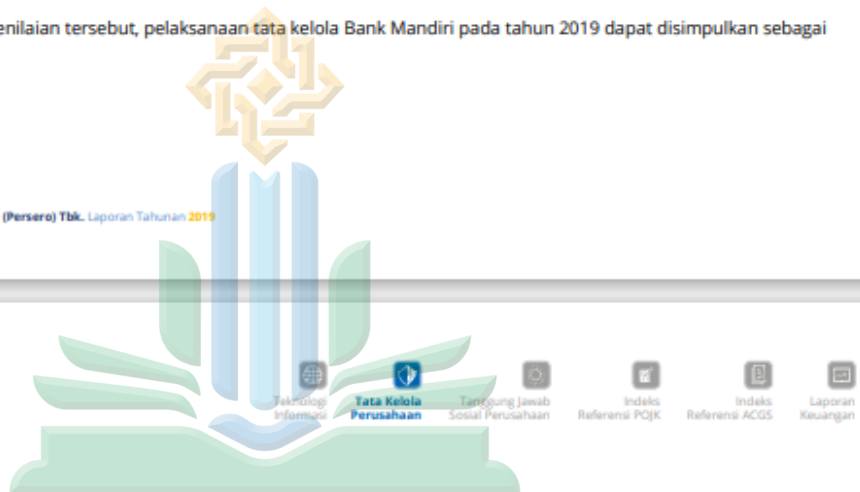 enilaian tersebut, pelaksanaan tata kelola Bank Mandiri pada tahun 2019 dapat disimpulkan sebagai
(Persero) Tbk. Laporan Tahunan 2019
Teknologi Informasi
Tata Kelola Perusahaan
Tanggung Jawab Sosial Perusahaan
Indeks Referensi POJK
Indeks Referensi ACGS
Laporan Keuangan